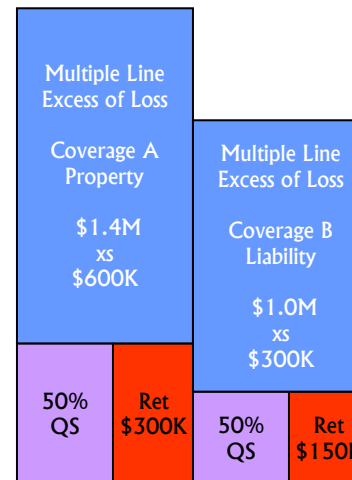 Multiple Line
Excess of Loss
Coverage A
Property
$1.4M
xs
$600K
Multiple Line
Excess of Loss
Coverage B
Liability
$1.0M
xs
$300K
50%
QS
Ret
$300K
50%
QS
Ret
$150K